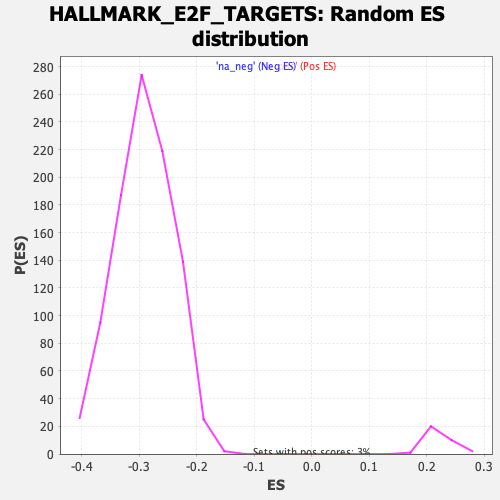 HALLMARK_E2F_TARGETS: Random ES
distribution
'na_neg' (Neg ES)' (Pos ES)
280
260
240
220
200
180
160
140
120
100
80
60
40
20
0
P(ES)
Sets with pos scores: 3%
-0.4 -0.3 -0.2 -0.1 0.0 0.1 0.2 0.3
ES